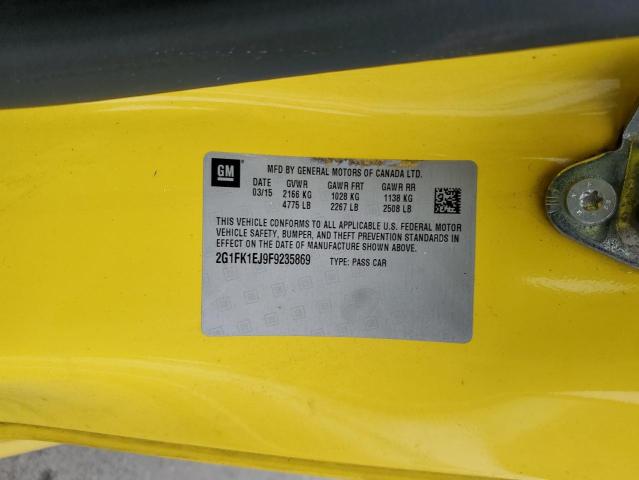 GM
MFD BY GENERAL MOTORS OF CANADA LTD.
DATE GVWR GAWR FRT GAWR RR
03/15 2166 KG 1028 KG 1138 KG
4775 LB 2267 LB 2508 LB
THIS VEHICLE CONFORMS TO ALL APPLICABLE U.S. FEDERAL MOTOR
VEHICLE SAFETY, BUMPER, AND THEFT PREVENTION STANDARDS IN
EFFECT ON THE DATE OF MANUFACTURE SHOWN ABOVE.
2G1FK1EJ9F9235869 TYPE: PASS CAR